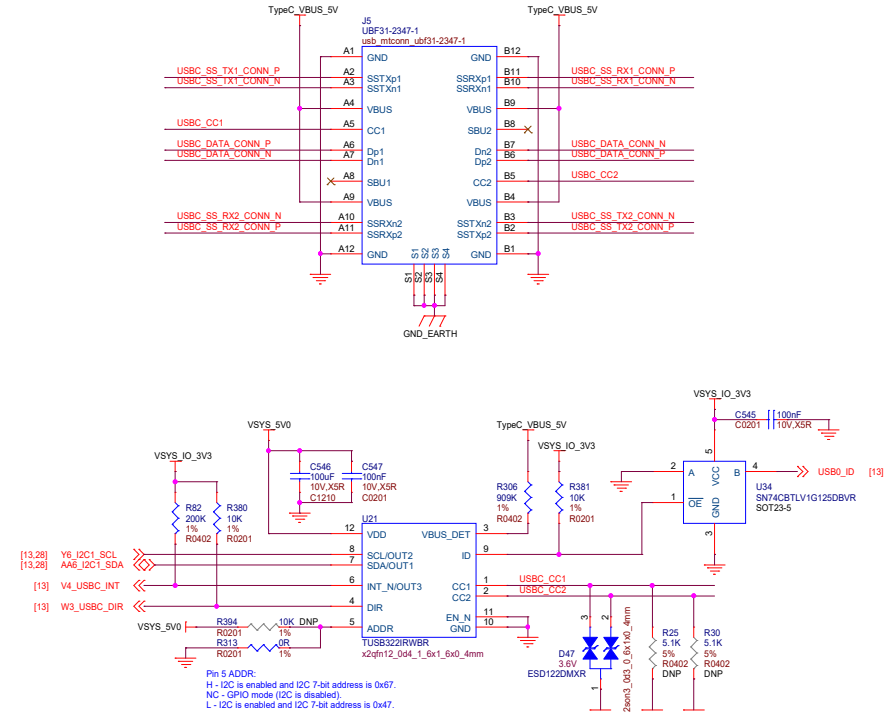 TypeC_VBUS_5V
TypeC_VBUS_5V
J5
UBF31-2347-1
usb_mtconn_ubf31-2347-1
A1 GND GND B12
USBC_SS_TX1_CONN_P A2 SSTXp1 SSRXp1 B11 USBC_SS_RX1_CONN_P
USBC_SS_TX1_CONN_N A3 SSTXn1 SSRXn1 B10 USBC_SS_RX1_CONN_N
A4 VBUS VBUS B9
USBC_CC1 A5 CC1 SBU2 B8
USBC_DATA_CONN_P A6 Dp1 Dn2 B7 USBC_DATA_CONN_N
USBC_DATA_CONN_N A7 Dn1 Dp2 B6 USBC_DATA_CONN_P
A8 SBU1 CC2 B5 USBC_CC2
A9 VBUS VBUS B4
USBC_SS_RX2_CONN_N A10 SSRXn2 SSTXn2 B3 USBC_SS_TX2_CONN_N
USBC_SS_RX2_CONN_P A11 SSRXp2 SSTXp2 B2 USBC_SS_TX2_CONN_P
A12 GND GND B1
S1 S2 S3 S4
S1 S2 S3 S4
GND_EARTH
VSYS_IO_3V3
C545 100nF
C0201 10V,X5R
VSYS_5V0
TypeC_VBUS_5V
VSYS_IO_3V3
VSYS_IO_3V3
C546
100uF
10V,X5R
C1210
C547
100nF
10V,X5R
C0201
R82
200K
1%
R0402
R380
10K
1%
R0201
R306
909K
1%
R0402
R381
10K
1%
R0201
5 VCC
2 A B 4 USB0_ID [13]
1 OE
GND 3
U34
SN74CBTLV1G125DBVR
SOT23-5
U21
12 VDD VBUS_DET 3
[13,28] Y6_I2C1_SCL 8 SCL/OUT2 ID 9
[13,28] AA6_I2C1_SDA 7 SDA/OUT1
[13] V4_USBC_INT 6 INT_N/OUT3 CC1 1 USBC_CC1
CC2 2 USBC_CC2
[13] W3_USBC_DIR 4 DIR
EN_N 11
VSYS_5V0 R394 10K DNP 5 ADDR GND 10
R0201 1%
R313 0R
R0201 1%
TUSB322IRWBR
x2qfn12_0d4_1_6x1_6x0_4mm
3 2
1
D47
3.6V
ESD122DMXR
2son3_0d3_0_6x1x0_4mm
R25
5.1K
5%
R0402
DNP
R30
5.1K
5%
R0402
DNP
Pin 5 ADDR:
H - I2C is enabled and I2C 7-bit address is 0x67.
NC - GPIO mode (I2C is disabled).
L - I2C is enabled and I2C 7-bit address is 0x47.